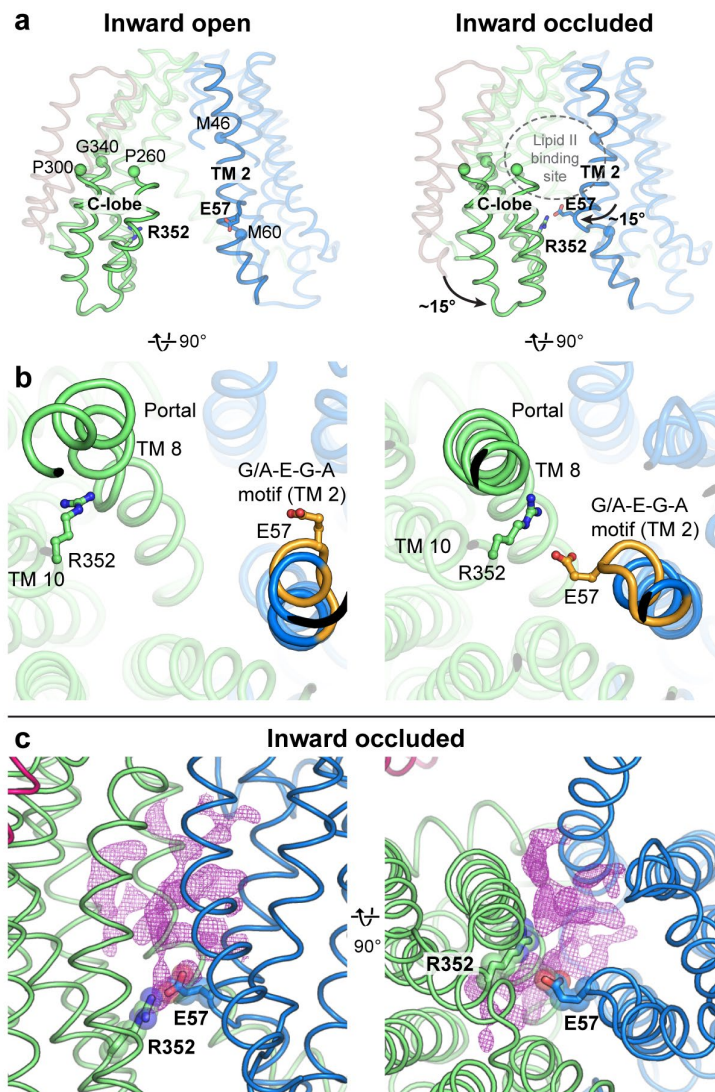 a
Inward open
Inward occluded
M46
G340
P260
P300
TM 2
C-lobe
E57
R352
M60
Lipid II
binding
site
TM 2
C-lobe
E57
~15°
R352
~15°
90°
90°
b
Portal
TM 8
G/A-E-G-A
motif (TM 2)
E57
R352
TM 10
Portal
TM 8
G/A-E-G-A
motif (TM 2)
TM 10
R352
E57
c
Inward occluded
90°
R352
E57
E57
R352